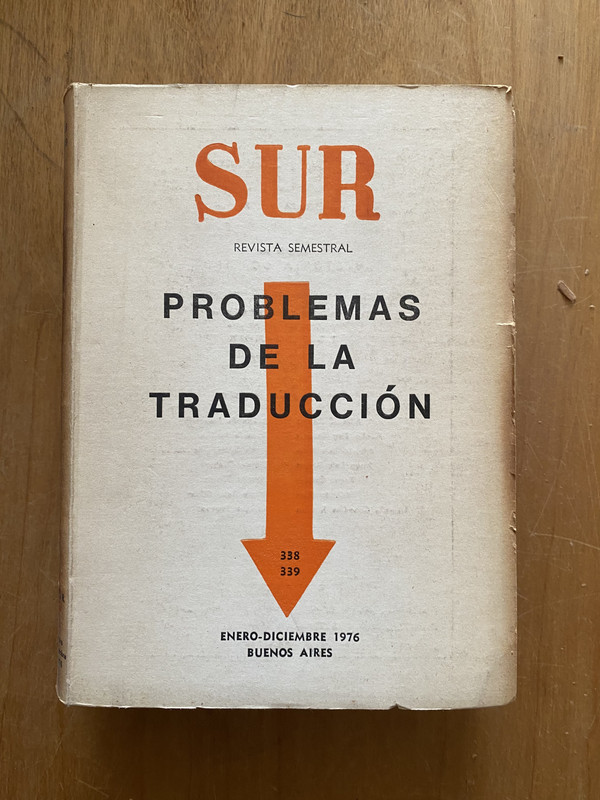 SUR
REVISTA SEMESTRAL
PROBLEMAS
DE LA
TRADUCCIÓN
338
339
ENERO-DICIEMBRE 1976
BUENOS AIRES